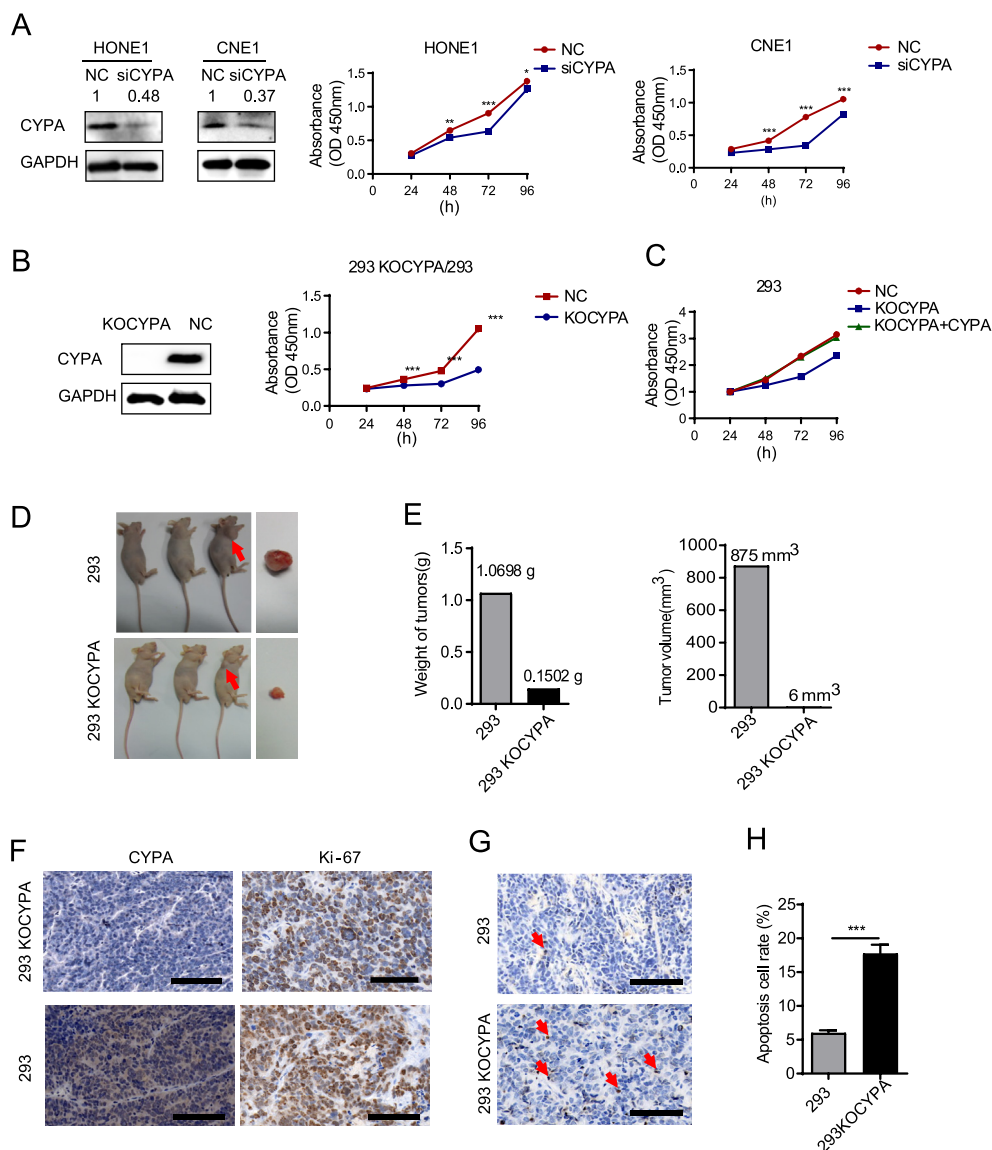 A
HONE1
NC siCYPA
1 0.48
CNE1
NC siCYPA
1 0.37
CYPA
GAPDH
HONE1
NC
siCYPA
Absorbance
(OD 450nm)
1.5
1.0
0.5
0.0
** *** *
0 24 48 72 96
(h)
CNE1
NC
siCYPA
Absorbance
(OD 450nm)
1.5
1.0
0.5
0.0
*** *** ***
0 24 48 72 96
(h)
B
KOCYPA NC
CYPA
GAPDH
293 KOCYPA/293
NC
KOCYPA
Absorbance
(OD 450nm)
1.5
1.0
0.5
0.0
*** *** ***
0 24 48 72 96
(h)
C
293
NC
KOCYPA
KOCYPA+CYPA
Absorbance
(OD 450nm)
4
3
2
1
0
0 24 48 72 96
(h)
D
293
293 KOCYPA
E
Weight of tumors(g)
1.5
1.0
0.5
0.0
1.0698 g
0.1502 g
293
293 KOCYPA
Tumor volume(mm3)
1000
800
600
400
200
0
875 mm3
6 mm3
293
293 KOCYPA
F
CYPA Ki-67
293 KOCYPA
293
G
293
293 KOCYPA
H
Apoptosis cell rate (%)
25
20
15
10
5
0
***
293
293KOCYPA